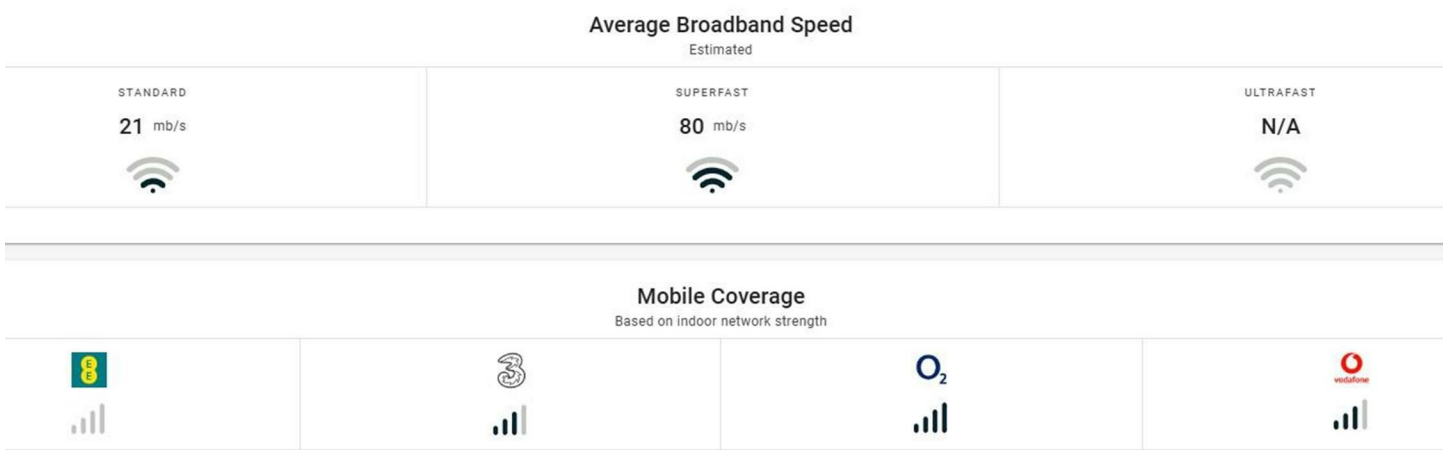 Average Broadband Speed
Estimated
STANDARD
SUPERFAST
ULTRAFAST
21 mb/s
80 mb/s
N/A
Mobile Coverage
Based on indoor network strength
EE
3
O2
vodafone